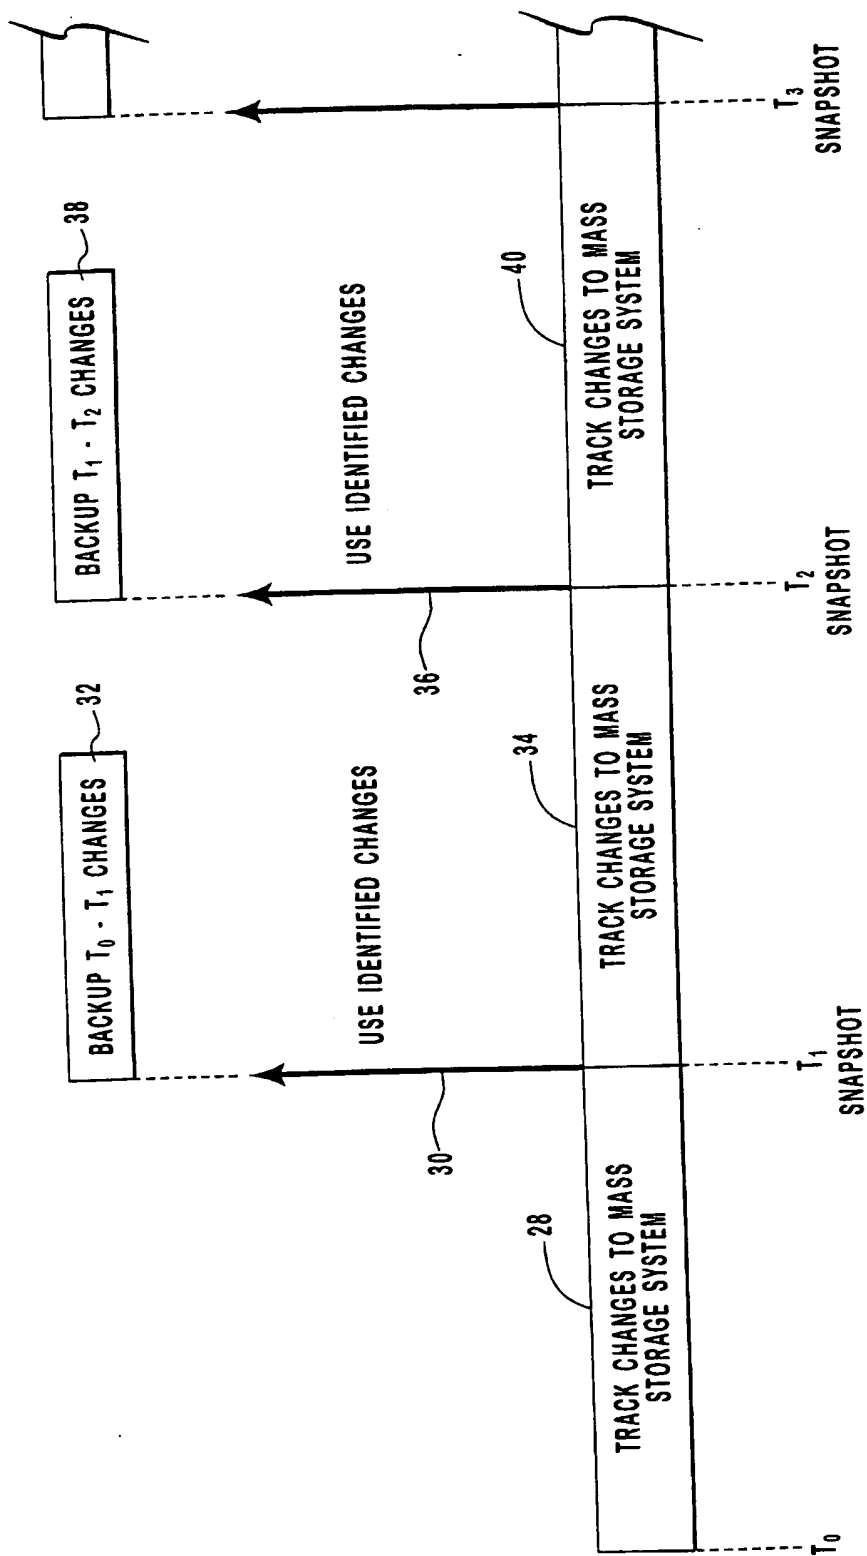 BACKUP T₀ - T₁ CHANGES
32
BACKUP T₁ - T₂ CHANGES
38
USE IDENTIFIED CHANGES
USE IDENTIFIED CHANGES
30
36
28
34
40
TRACK CHANGES TO MASS
STORAGE SYSTEM
TRACK CHANGES TO MASS
STORAGE SYSTEM
TRACK CHANGES TO MASS
STORAGE SYSTEM
T₀
T₁
SNAPSHOT
T₂
SNAPSHOT
T₃
SNAPSHOT